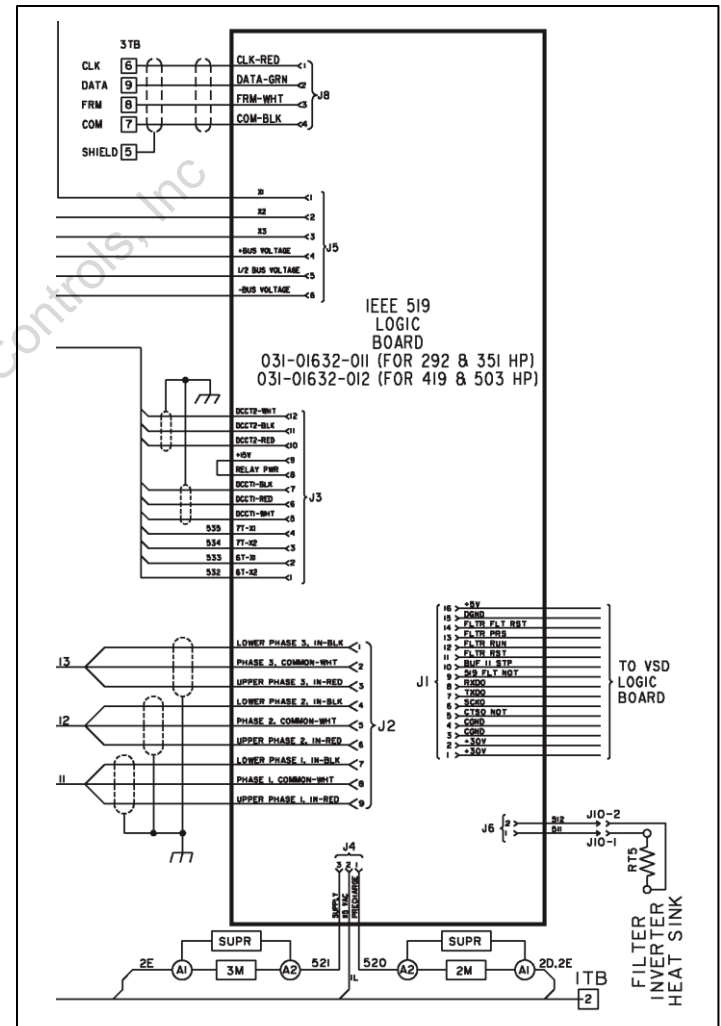 3TB
CLK 6 CLK-RED 1
DATA 9 DATA-GRN 2
FRM 8 FRM-WHT 3
COM 7 COM-BLK 4
J8
SHIELD 5
Controls, Inc
X1 1
X2 2
X3 3
+BUS VOLTAGE 4
1/2 BUS VOLTAGE 5
-BUS VOLTAGE 6
J5
IEEE 519
LOGIC
BOARD
031-01632-011 (FOR 292 & 351 HP)
031-01632-012 (FOR 419 & 503 HP)
DCCT2-WHT 12
DCCT2-BLK 11
DCCT2-RED 10
+15V 9
RELAY PWR 8
DCCT1-BLK 7
DCCT1-RED 6
DCCT1-WHT 5
535 7T-X1 4
534 7T-X2 3
533 6T-X1 2
532 6T-X2 1
J3
16 +5V
15 DGND
14 FLTR FLT RST
13 FLTR PRS
12 FLTR RUN
11 FLTR RST
10 BUF II STP
9 519 FLT NOT
8 RXD0
7 TXD0
6 SCK0
5 CTSO NOT
4 CGND
3 CGND
2 +30V
1 +30V
J1
TO VSD
LOGIC
BOARD
LOWER PHASE 3, IN-BLK 1
13 PHASE 3, COMMON-WHT 2
UPPER PHASE 3, IN-RED 3
LOWER PHASE 2, IN-BLK 4
12 PHASE 2, COMMON-WHT 5
UPPER PHASE 2, IN-RED 6
LOWER PHASE 1, IN-BLK 7
11 PHASE 1, COMMON-WHT 8
UPPER PHASE 1, IN-RED 9
J2
J6 2 512 J10-2
1 511 J10-1
RT5
FILTER
INVERTER
HEAT SINK
J4
3 2 1
SUPPLY
VAC
PRECHARGE
SUPR SUPR
2E A1 3M A2 521 1L 520 A2 2M A1 2D,2E
1TB
2